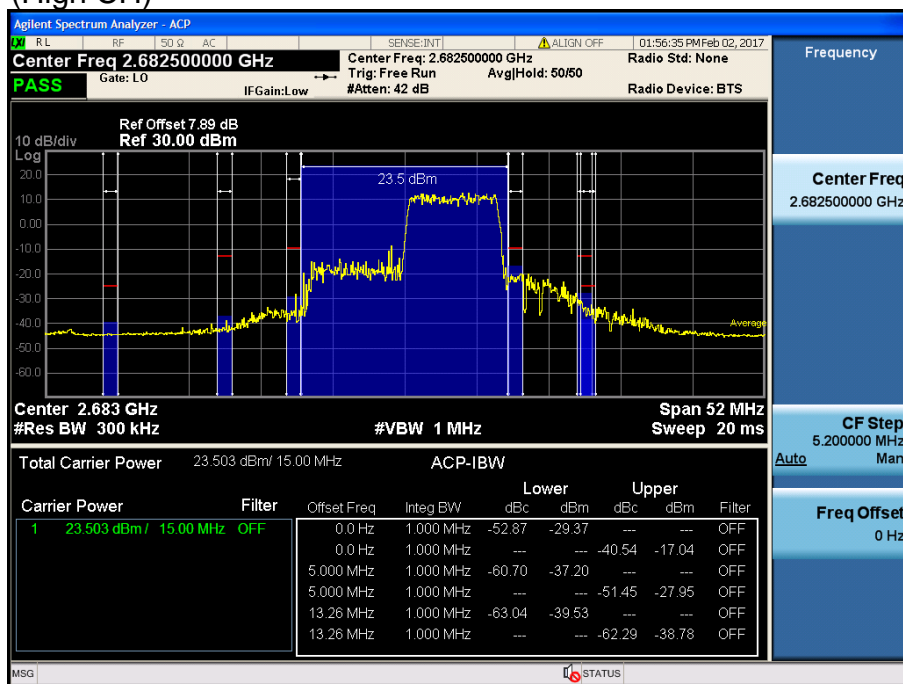 (High CH)
Agilent Spectrum Analyzer - ACP
LXI RL RF 50 Ω AC SENSE:INT ALIGN OFF 01:56:35 PM Feb 02, 2017
Center Freq 2.682500000 GHz
Center Freq: 2.682500000 GHz
Radio Std: None
PASS
Gate: LO
IFGain:Low
Trig: Free Run
Avg|Hold: 50/50
#Atten: 42 dB
Radio Device: BTS
Ref Offset 7.89 dB
10 dB/div Ref 30.00 dBm
Log
20.0
10.0
0.00
-10.0
-20.0
-30.0
-40.0
-50.0
-60.0
23.5 dBm
Average
Center 2.683 GHz Span 52 MHz
#Res BW 300 kHz #VBW 1 MHz Sweep 20 ms
Total Carrier Power 23.503 dBm/ 15.00 MHz ACP-IBW
Lower Upper
Carrier Power Filter Offset Freq Integ BW dBc dBm dBc dBm Filter
1 23.503 dBm / 15.00 MHz OFF 0.0 Hz 1.000 MHz -52.87 -29.37 --- --- OFF
0.0 Hz 1.000 MHz --- --- -40.54 -17.04 OFF
5.000 MHz 1.000 MHz -60.70 -37.20 --- --- OFF
5.000 MHz 1.000 MHz --- --- -51.45 -27.95 OFF
13.26 MHz 1.000 MHz -63.04 -39.53 --- --- OFF
13.26 MHz 1.000 MHz --- --- -62.29 -38.78 OFF
MSG STATUS
Frequency
Center Freq
2.682500000 GHz
CF Step
5.200000 MHz
Auto Man
Freq Offset
0 Hz